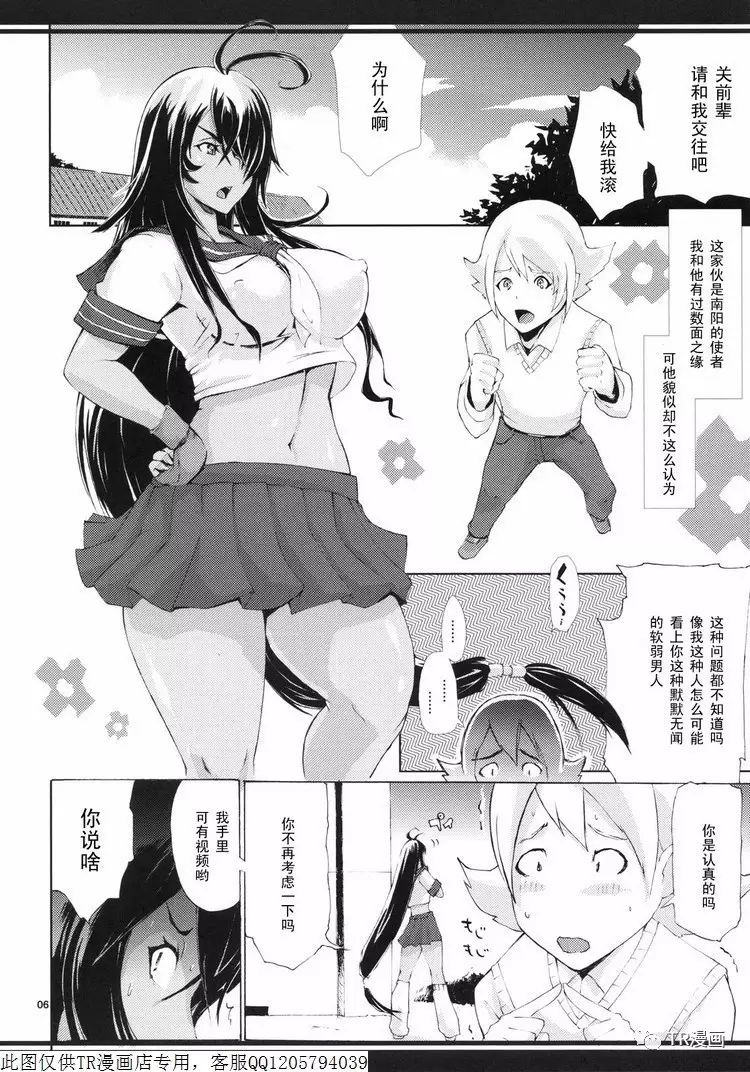 关前辈
请和我交往吧
快给我滚
为什么啊
这家伙是南阳的使者
我和他有过数面之缘
可他貌似却不这么认为
くぅぅ…
……
……
这种问题都不知道吗
像我这种人怎么可能
看上你这种默默无闻
的软弱男人
你是认真的吗
もじ
もじ
你不再考虑一下吗
我手里
可有视频哟
你说啥
06
TR漫画
此图仅供TR漫画店专用，客服QQ1205794039